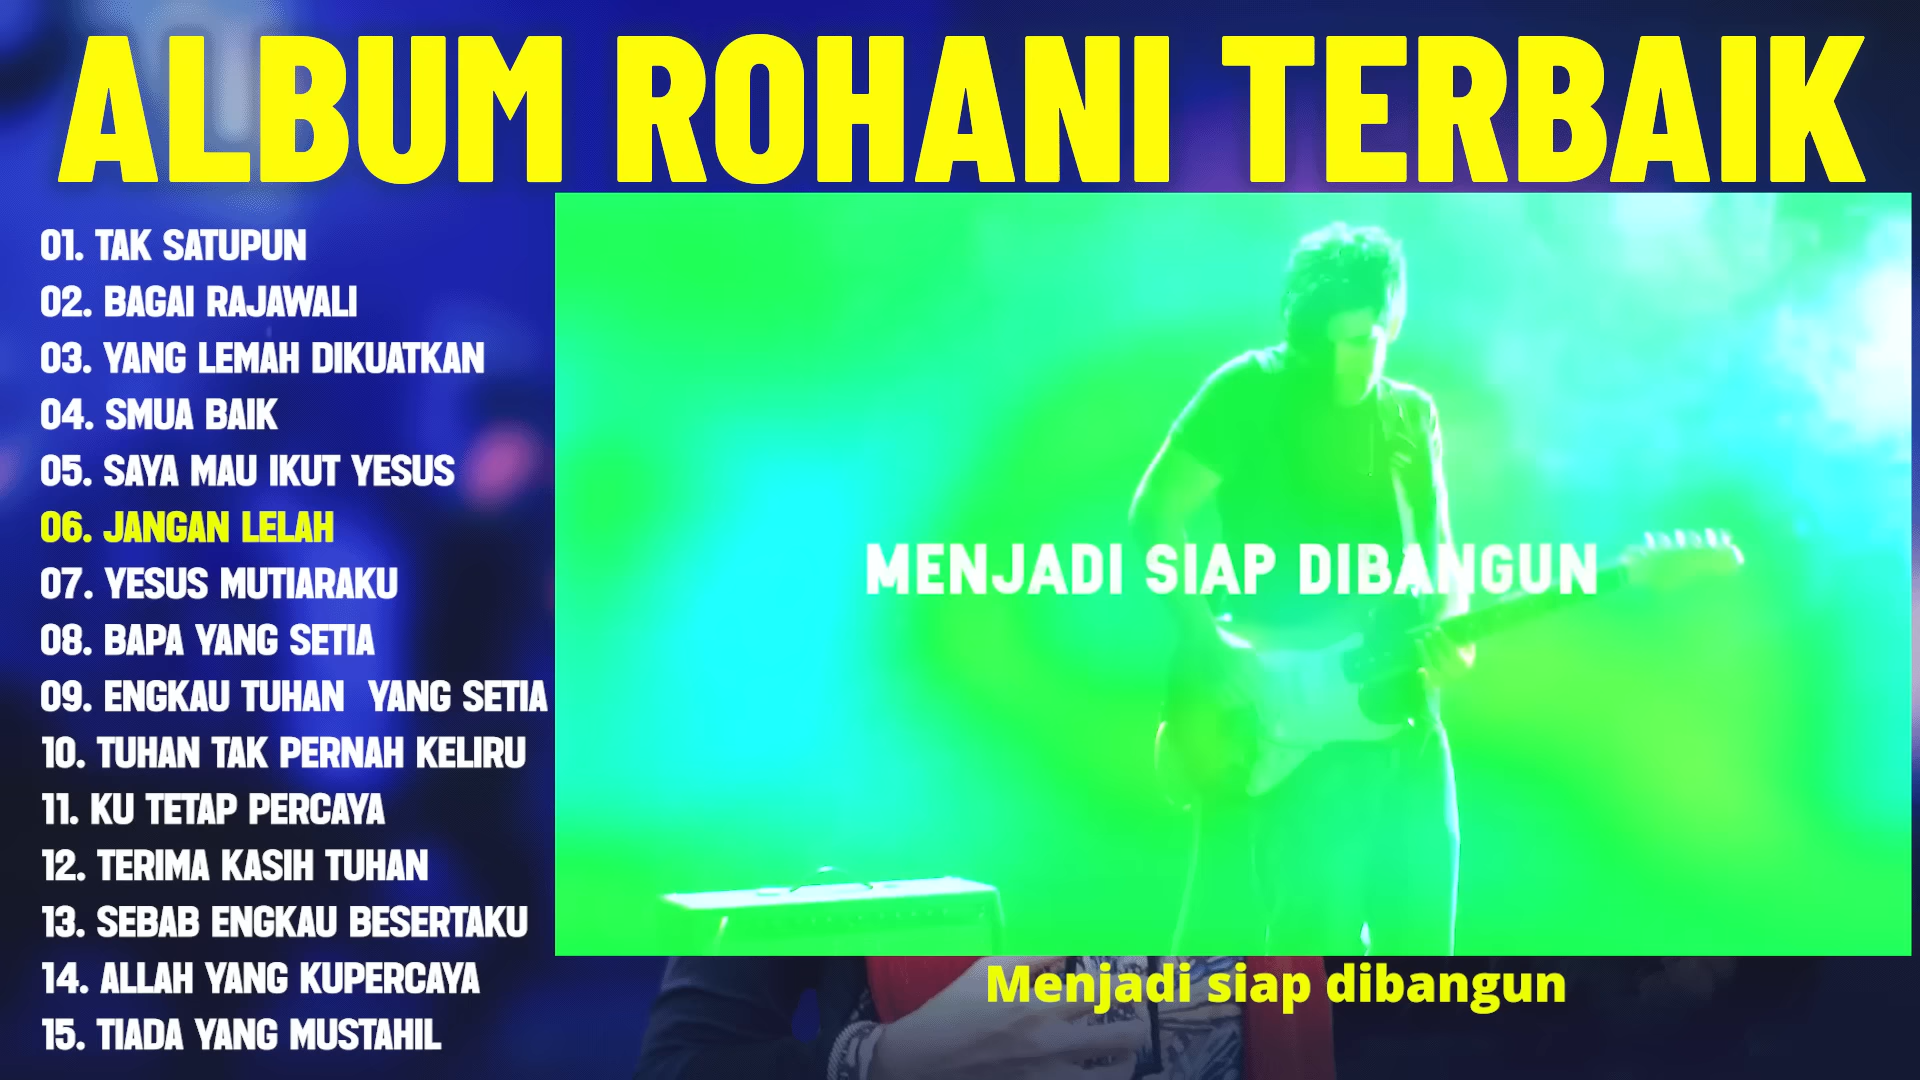 ALBUM ROHANI TERBAIK
01. TAK SATUPUN
02. BAGAI RAJAWALI
03. YANG LEMAH DIKUATKAN
04. SMUA BAIK
05. SAYA MAU IKUT YESUS
06. JANGAN LELAH
07. YESUS MUTIARAKU
08. BAPA YANG SETIA
09. ENGKAU TUHAN  YANG SETIA
10. TUHAN TAK PERNAH KELIRU
11. KU TETAP PERCAYA
12. TERIMA KASIH TUHAN
13. SEBAB ENGKAU BESERTAKU
14. ALLAH YANG KUPERCAYA
15. TIADA YANG MUSTAHIL
MENJADI SIAP DIBANGUN
Menjadi siap dibangun